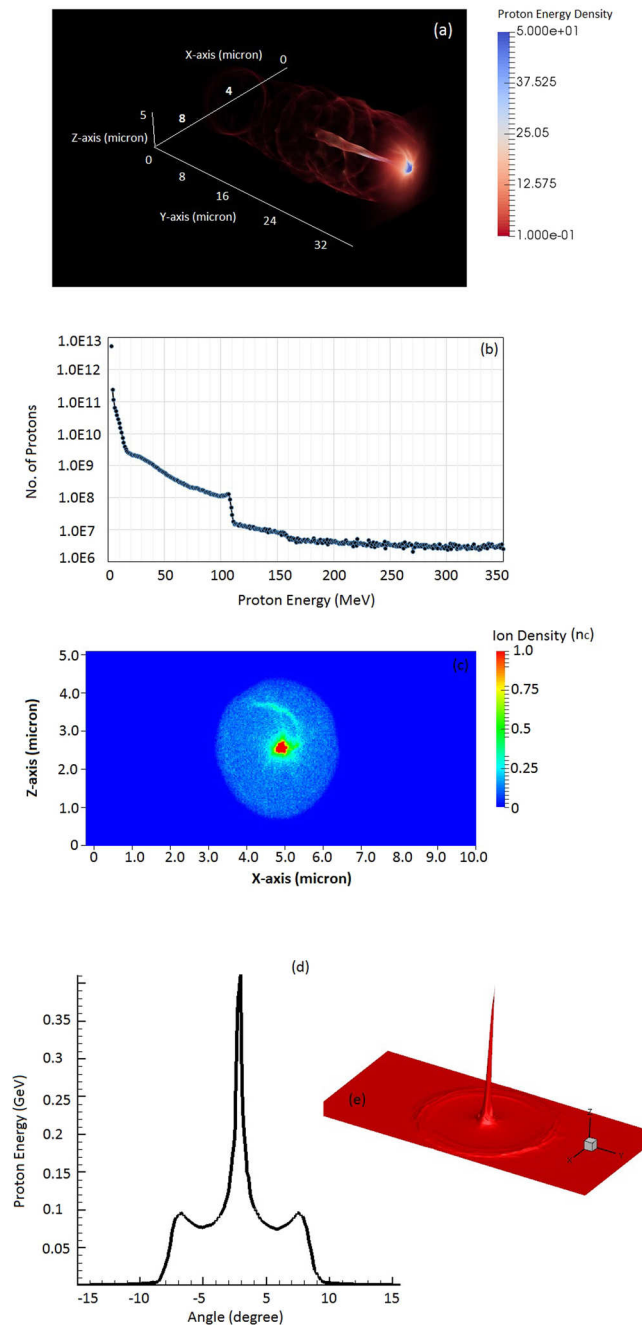 Proton Energy Density
(a)
5.000e+01
37.525
25.05
12.575
1.000e-01
X-axis (micron)
0
4
8
5
Z-axis (micron)
0
8
16
Y-axis (micron)
24
32
(b)
1.0E13
1.0E12
1.0E11
1.0E10
1.0E9
1.0E8
1.0E7
1.0E6
No. of Protons
0 50 100 150 200 250 300 350
Proton Energy (MeV)
Ion Density (nc)
(c)
5.0
4.0
3.0
2.0
1.0
0
Z-axis (micron)
0 1.0 2.0 3.0 4.0 5.0 6.0 7.0 8.0 9.0 10.0
X-axis (micron)
1.0
0.75
0.5
0.25
0
(d)
0.35
0.3
0.25
0.2
0.15
0.1
0.05
Proton Energy (GeV)
-15 -10 -5 5 10 15
Angle (degree)
(e)
Z
X
Y